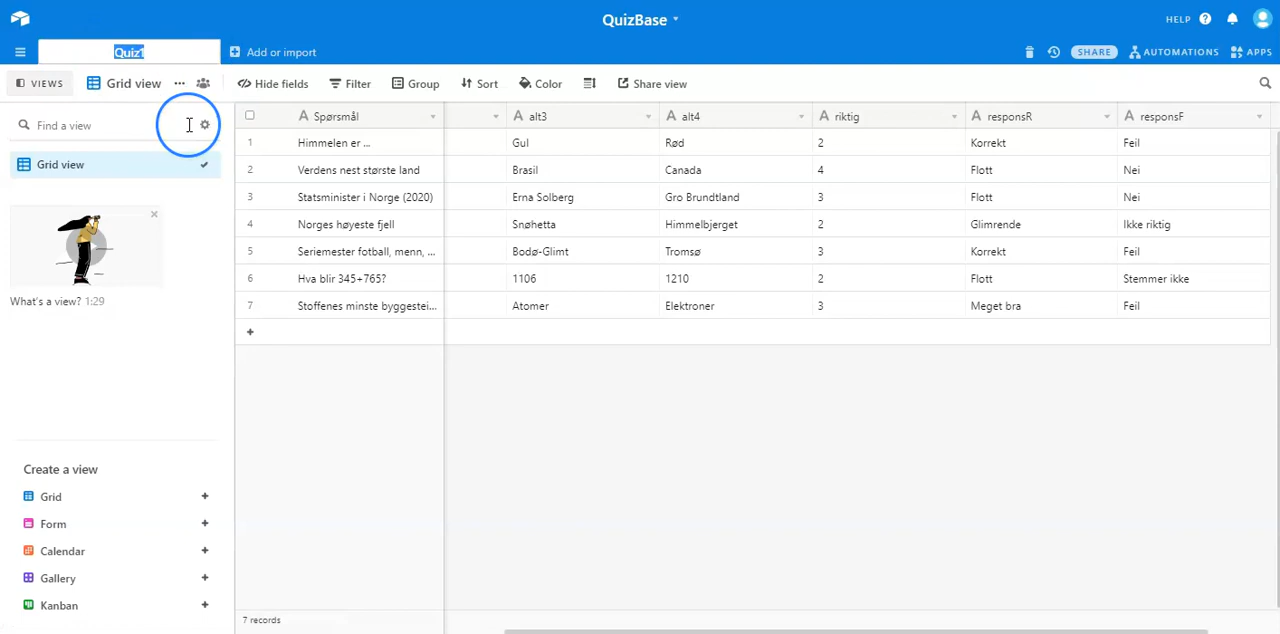 QuizBase
HELP
Quiz1
Add or import
SHARE
AUTOMATIONS
APPS
VIEWS
Grid view
Hide fields
Filter
Group
Sort
Color
Share view
Find a view
Grid view
What's a view? 1:29
Create a view
Grid
Form
Calendar
Gallery
Kanban
Spørsmål alt3 alt4 riktig responsR responsF
1 Himmelen er ... Gul Rød 2 Korrekt Feil
2 Verdens nest største land Brasil Canada 4 Flott Nei
3 Statsminister i Norge (2020) Erna Solberg Gro Brundtland 3 Flott Nei
4 Norges høyeste fjell Snøhetta Himmelbjerget 2 Glimrende Ikke riktig
5 Seriemester fotball, menn, ... Bodø-Glimt Tromsø 3 Korrekt Feil
6 Hva blir 345+765? 1106 1210 2 Flott Stemmer ikke
7 Stoffenes minste byggestei... Atomer Elektroner 3 Meget bra Feil
7 records